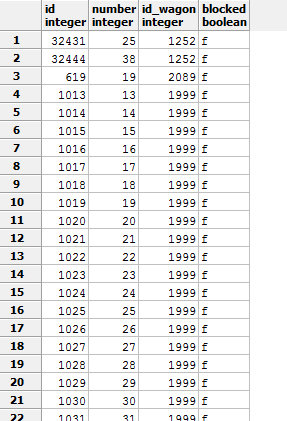 id number id_wagon blocked
integer integer integer boolean
1 32431 25 1252 f
2 32444 38 1252 f
3 619 19 2089 f
4 1013 13 1999 f
5 1014 14 1999 f
6 1015 15 1999 f
7 1016 16 1999 f
8 1017 17 1999 f
9 1018 18 1999 f
10 1019 19 1999 f
11 1020 20 1999 f
12 1021 21 1999 f
13 1022 22 1999 f
14 1023 23 1999 f
15 1024 24 1999 f
16 1025 25 1999 f
17 1026 26 1999 f
18 1027 27 1999 f
19 1028 28 1999 f
20 1029 29 1999 f
21 1030 30 1999 f
22 1031 31 1999 f